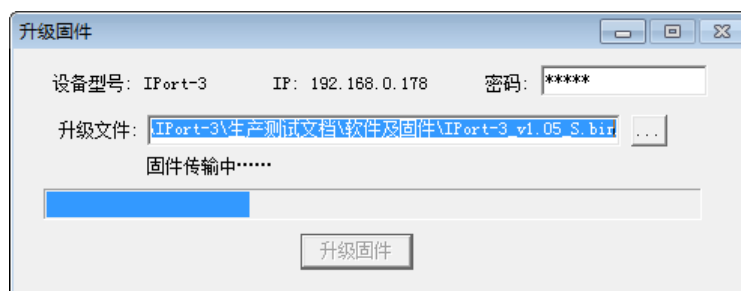 升级固件
设备型号: IPort-3 IP: 192.168.0.178 密码: *****
升级文件: \IPort-3\生产测试文档\软件及固件\IPort-3_v1.05_S.bin ...
固件传输中……
升级固件